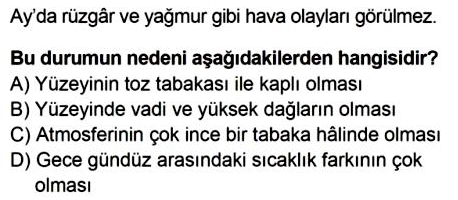 Ay'da rüzgâr ve yağmur gibi hava olayları görülmez.
Bu durumun nedeni aşağıdakilerden hangisidir?
A) Yüzeyinin toz tabakası ile kaplı olması
B) Yüzeyinde vadi ve yüksek dağların olması
C) Atmosferinin çok ince bir tabaka hâlinde olması
D) Gece gündüz arasındaki sıcaklık farkının çok
olması